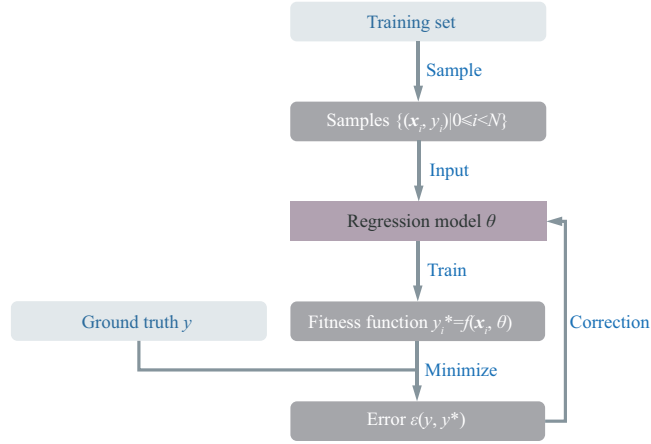 Training set
Sample
Samples {(xᵢ, yᵢ)|0⩽i<N}
Input
Regression model θ
Train
Ground truth y
Fitness function yᵢ*=f(xᵢ, θ)
Correction
Minimize
Error ε(y, y*)